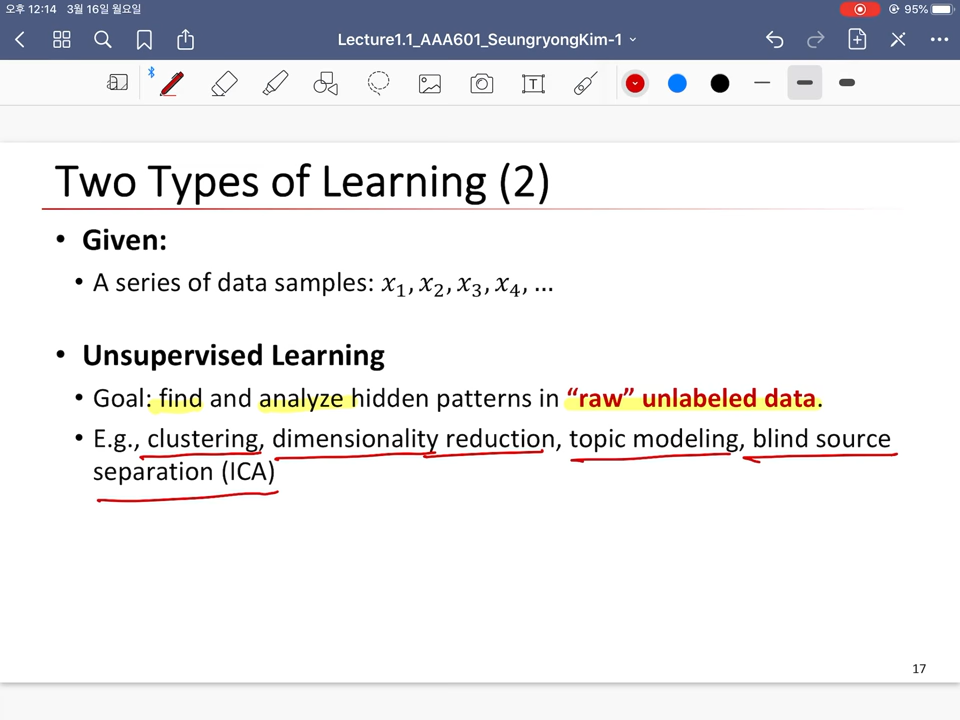 오후 12:14 3월 16일 월요일
95%
Lecture1.1_AAA601_SeungryongKim-1
T
Two Types of Learning (2)
• Given:
• A series of data samples: x₁, x₂, x₃, x₄, ...
• Unsupervised Learning
• Goal: find and analyze hidden patterns in “raw” unlabeled data.
• E.g., clustering, dimensionality reduction, topic modeling, blind source
separation (ICA)
17